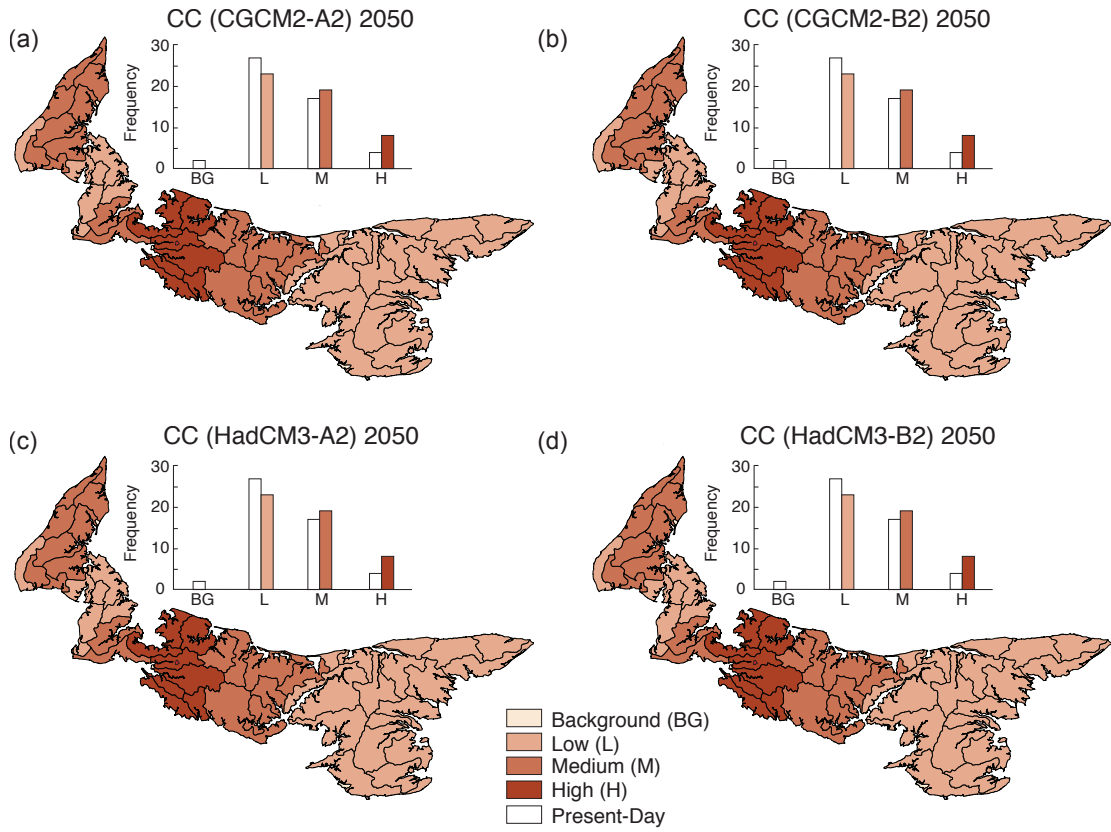 (a)
CC (CGCM2-A2) 2050
30
20
10
0
Frequency
BG L M H
(b)
CC (CGCM2-B2) 2050
30
20
10
0
Frequency
BG L M H
(c)
CC (HadCM3-A2) 2050
30
20
10
0
Frequency
BG L M H
(d)
CC (HadCM3-B2) 2050
30
20
10
0
Frequency
BG L M H
Background (BG)
Low (L)
Medium (M)
High (H)
Present-Day